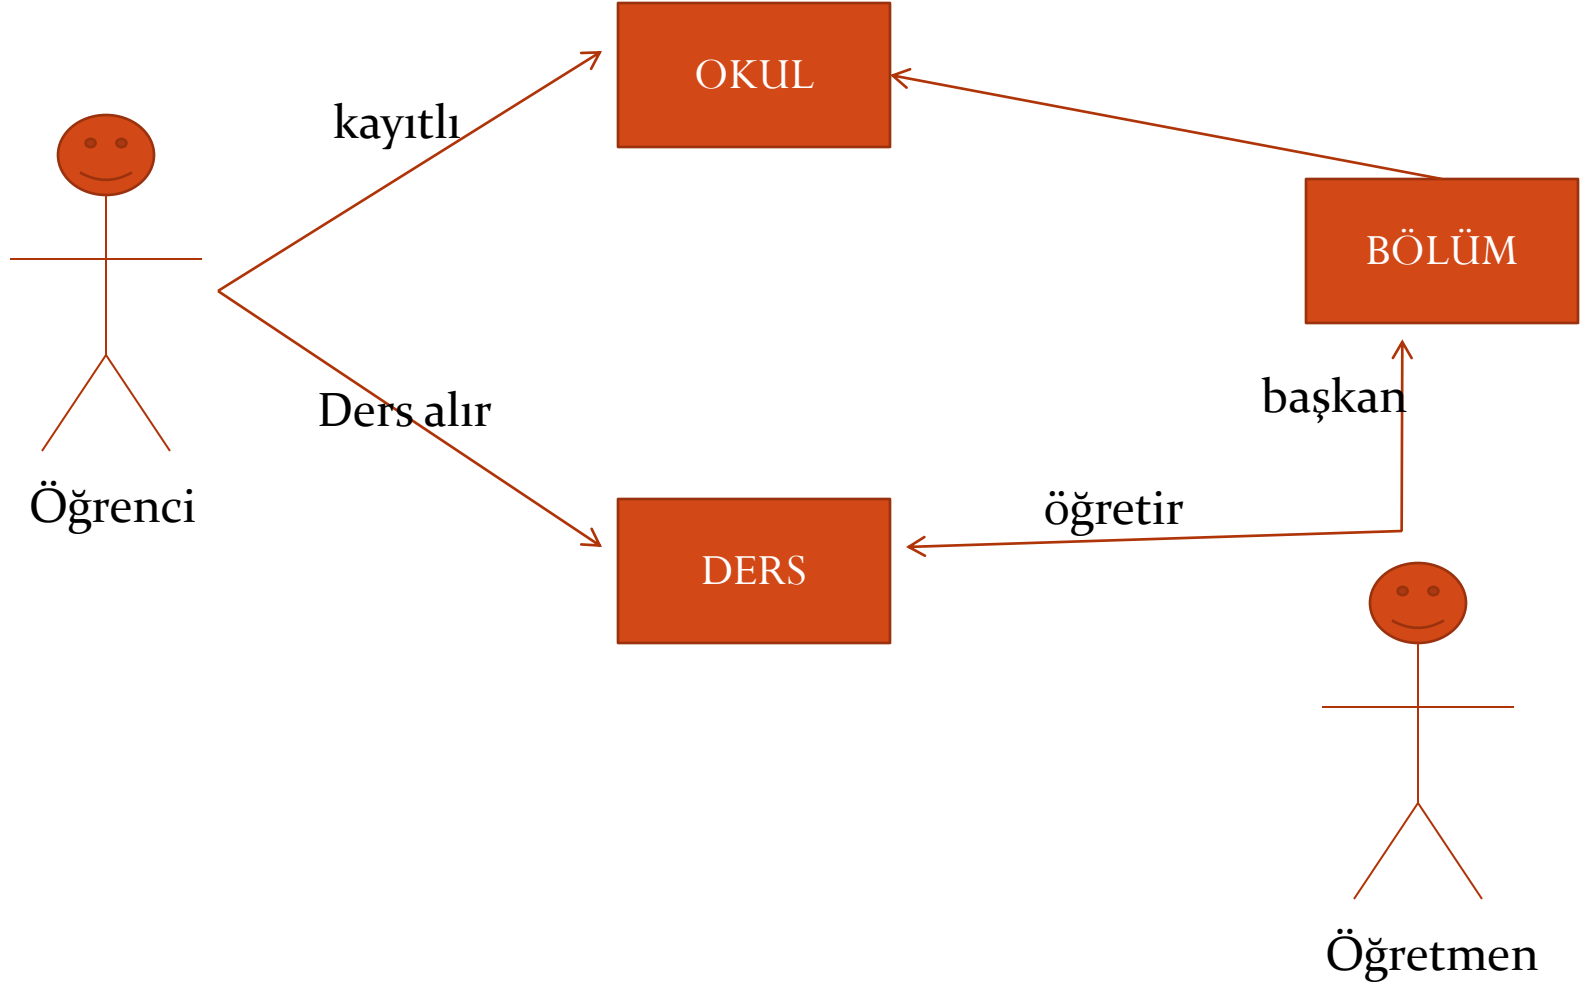 OKUL
kayıtlı
BÖLÜM
Ders alır
başkan
Öğrenci
öğretir
DERS
Öğretmen